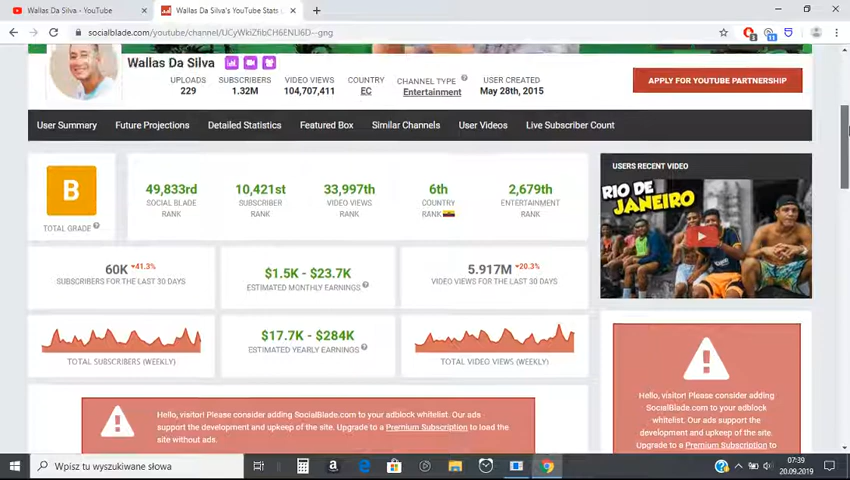 Wallas Da Silva - YouTube
Wallas Da Silva's YouTube Stats (
socialblade.com/youtube/channel/UCyWkiZfibCH6ENLI6D--gng
Wallas Da Silva
UPLOADS
229
SUBSCRIBERS
1.32M
VIDEO VIEWS
104,707,411
COUNTRY
EC
CHANNEL TYPE
Entertainment
USER CREATED
May 28th, 2015
APPLY FOR YOUTUBE PARTNERSHIP
User Summary
Future Projections
Detailed Statistics
Featured Box
Similar Channels
User Videos
Live Subscriber Count
B
TOTAL GRADE
49,833rd
SOCIAL BLADE
RANK
10,421st
SUBSCRIBER
RANK
33,997th
VIDEO VIEWS
RANK
6th
COUNTRY
RANK
2,679th
ENTERTAINMENT
RANK
USERS RECENT VIDEO
RIO DE
JANEIRO
60K 41.3%
SUBSCRIBERS FOR THE LAST 30 DAYS
$1.5K - $23.7K
ESTIMATED MONTHLY EARNINGS
5.917M 20.3%
VIDEO VIEWS FOR THE LAST 30 DAYS
TOTAL SUBSCRIBERS (WEEKLY)
$17.7K - $284K
ESTIMATED YEARLY EARNINGS
TOTAL VIDEO VIEWS (WEEKLY)
Hello, visitor! Please consider adding SocialBlade.com to your adblock whitelist. Our ads
support the development and upkeep of the site. Upgrade to a Premium Subscription to load the
site without ads.
Hello, visitor! Please consider adding
SocialBlade.com to your adblock
whitelist. Our ads support the
development and upkeep of the site.
Upgrade to a Premium Subscription to
Wpisz tu wyszukiwane słowa
07:39
20.09.2019